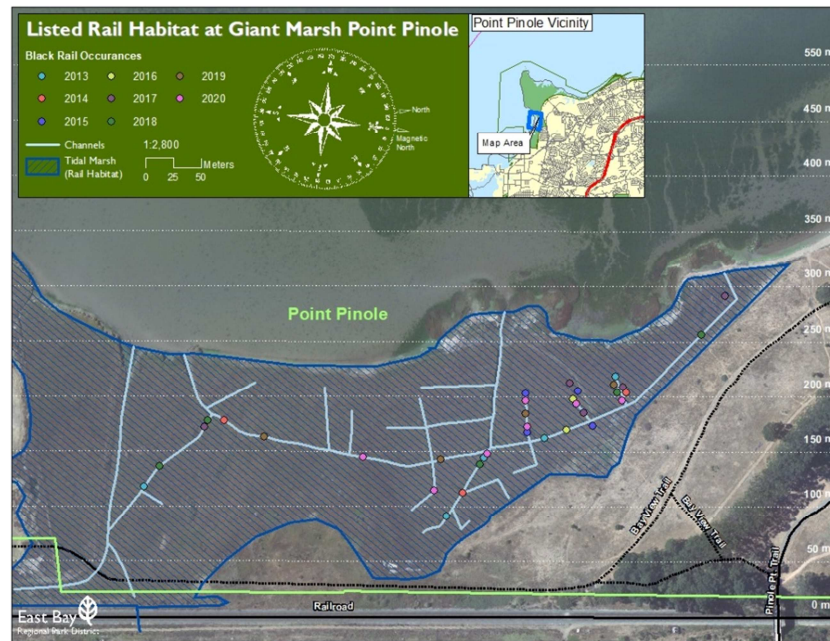 Listed Rail Habitat at Giant Marsh Point Pinole
Black Rail Occurances
2013
2016
2019
2014
2017
2020
2015
2018
Channels
1:2,800
Tidal Marsh
(Rail Habitat)
Meters
0 25 50
North
Magnetic
North
Point Pinole Vicinity
Map Area
550 m
500 m
450 m
400 m
350 m
300 m
200 m
150 m
100 m
50 m
0 m
Point Pinole
Bay View Trail
Bay View Trail
Pinole Pt. Trail
Railroad
East Bay
Regional Park District